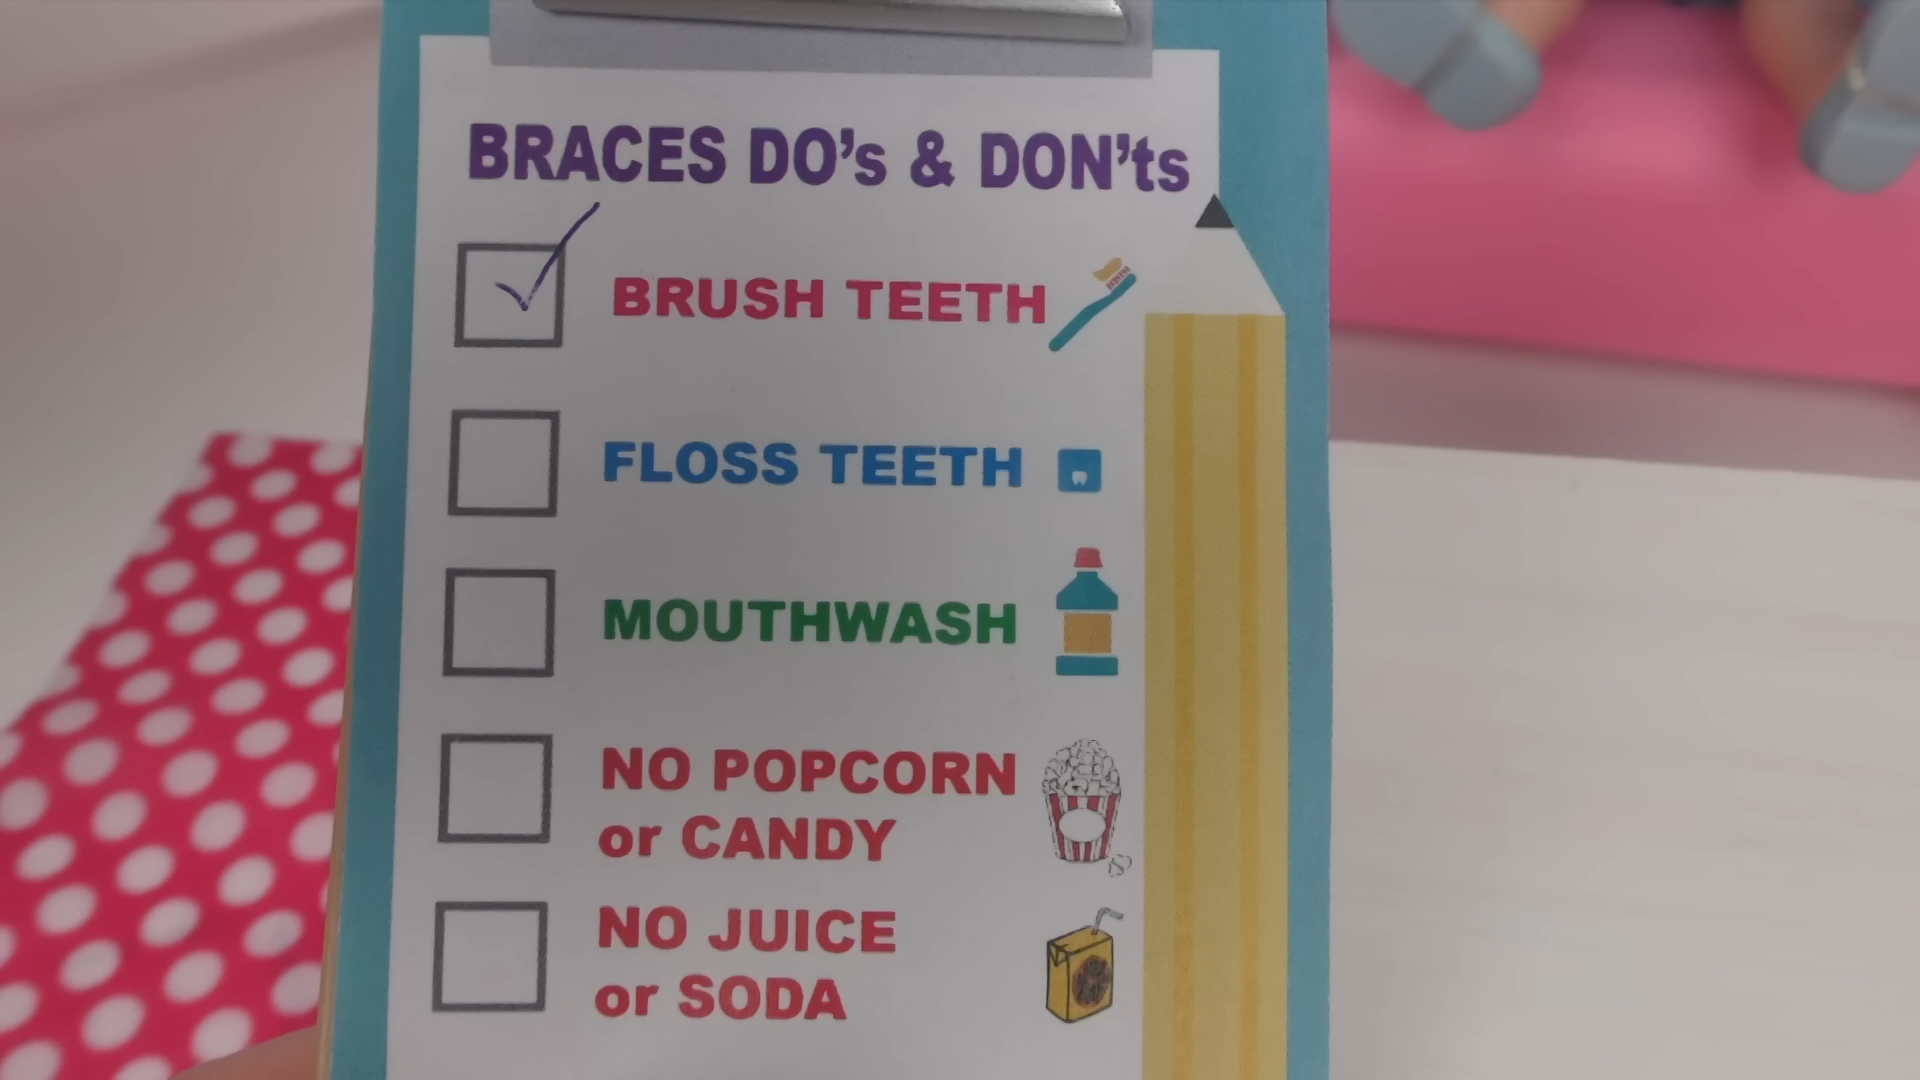 BRACES DO's & DON'ts
BRUSH TEETH
FLOSS TEETH
MOUTHWASH
NO POPCORN
or CANDY
NO JUICE
or SODA